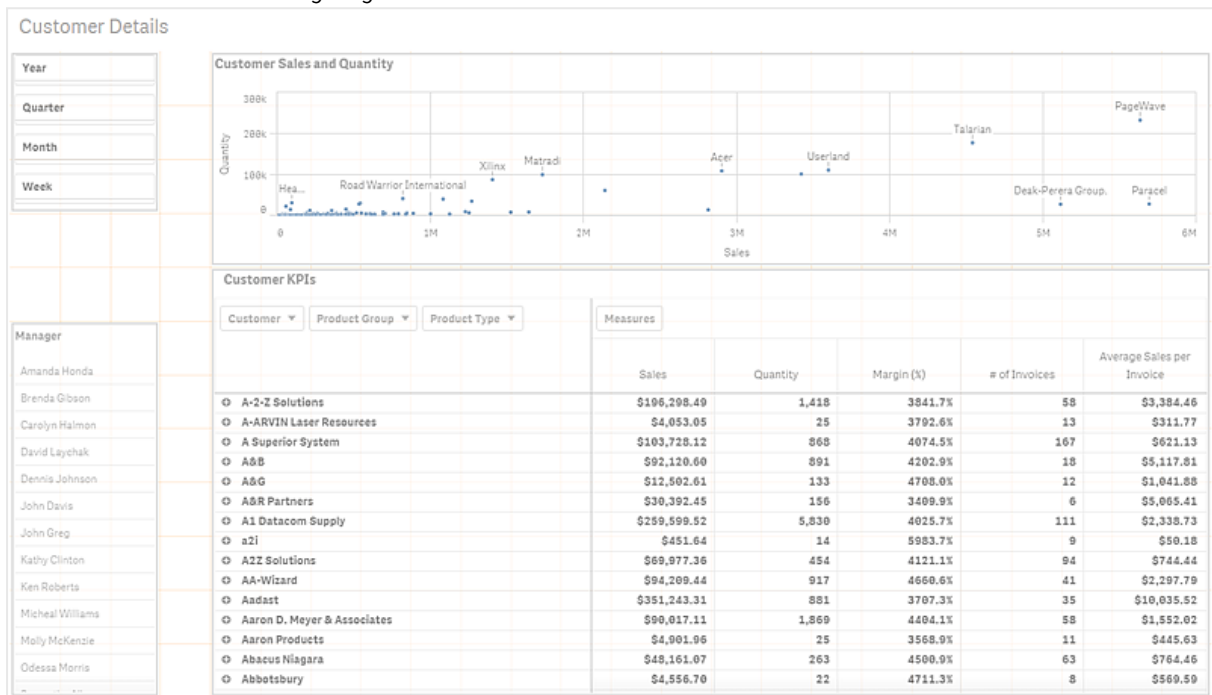 Customer Details
Year
Quarter
Month
Week
Customer Sales and Quantity
300k
200k
100k
0
Quantity
PageWave
Talarian
Acer
Userland
Xilinx
Matradi
Hea...
Road Warrior International
Deak-Perera Group.
Paracel
0 1M 2M 3M 4M 5M 6M
Sales
Manager
Amanda Honda
Brenda Gibson
Carolyn Halmon
David Laychak
Dennis Johnson
John Davis
John Greg
Kathy Clinton
Ken Roberts
Micheal Williams
Molly McKenzie
Odessa Morris
Customer KPIs
Customer Product Group Product Type Measures
Sales Quantity Margin (%) # of Invoices Average Sales per Invoice
A-2-Z Solutions $196,298.49 1,418 3841.7% 58 $3,384.46
A-ARVIN Laser Resources $4,053.05 25 3792.6% 13 $311.77
A Superior System $103,728.12 868 4074.5% 167 $621.13
A&B $92,120.60 891 4202.9% 18 $5,117.81
A&G $12,502.61 133 4708.0% 12 $1,041.88
A&R Partners $30,392.45 156 3409.9% 6 $5,065.41
A1 Datacom Supply $259,599.52 5,830 4025.7% 111 $2,338.73
a2i $451.64 14 5983.7% 9 $50.18
A2Z Solutions $69,977.36 454 4121.1% 94 $744.44
AA-Wizard $94,209.44 917 4660.6% 41 $2,297.79
Aadast $351,243.31 881 3707.3% 35 $10,035.52
Aaron D. Meyer & Associates $90,017.11 1,869 4404.1% 58 $1,552.02
Aaron Products $4,901.96 25 3568.9% 11 $445.63
Abacus Niagara $48,161.07 263 4500.9% 63 $764.46
Abbotsbury $4,556.70 22 4711.3% 8 $569.59